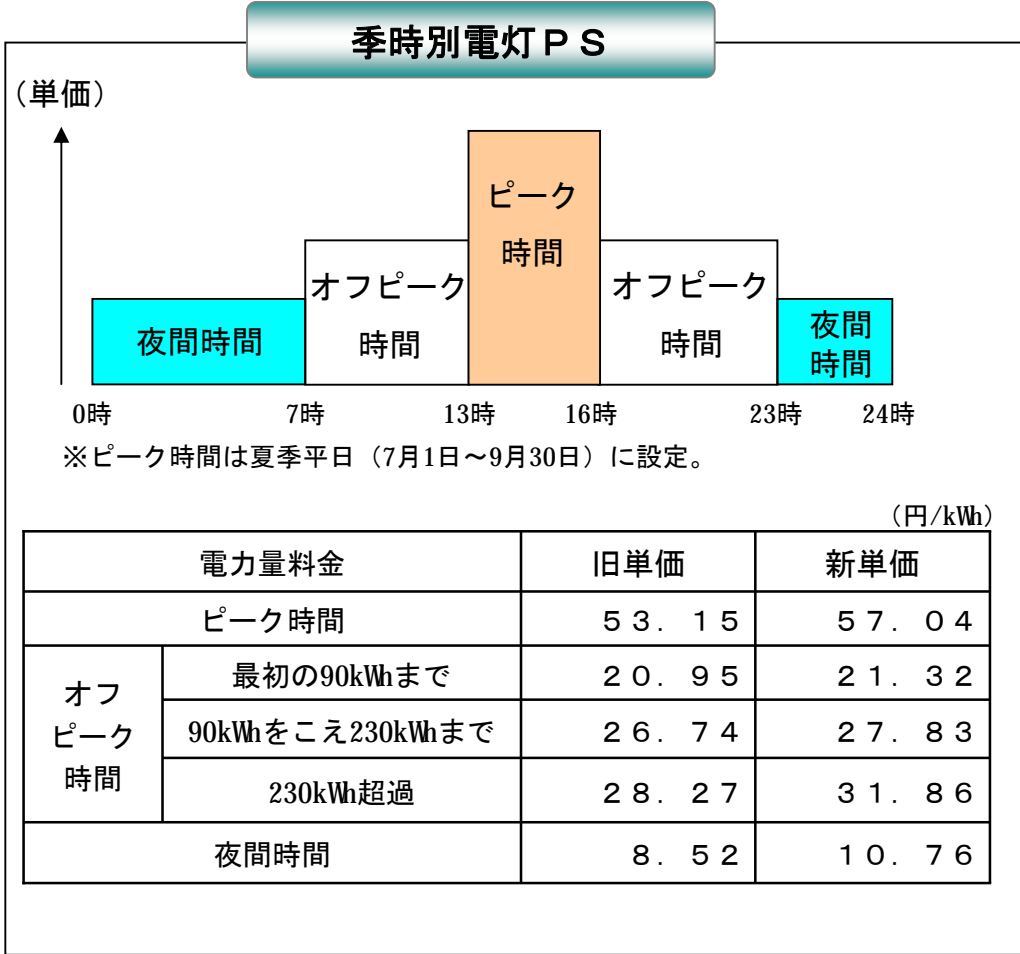 季時別電灯ＰＳ
（単価）
ピーク
時間
オフピーク
時間
オフピーク
時間
夜間時間
夜間
時間
0時 7時 13時 16時 23時 24時
※ピーク時間は夏季平日（7月1日～9月30日）に設定。
（円/kWh）
電力量料金 旧単価 新単価
ピーク時間 ５３．１５ ５７．０４
オフ
ピーク
時間
最初の90kWhまで ２０．９５ ２１．３２
90kWhをこえ230kWhまで ２６．７４ ２７．８３
230kWh超過 ２８．２７ ３１．８６
夜間時間 ８．５２ １０．７６